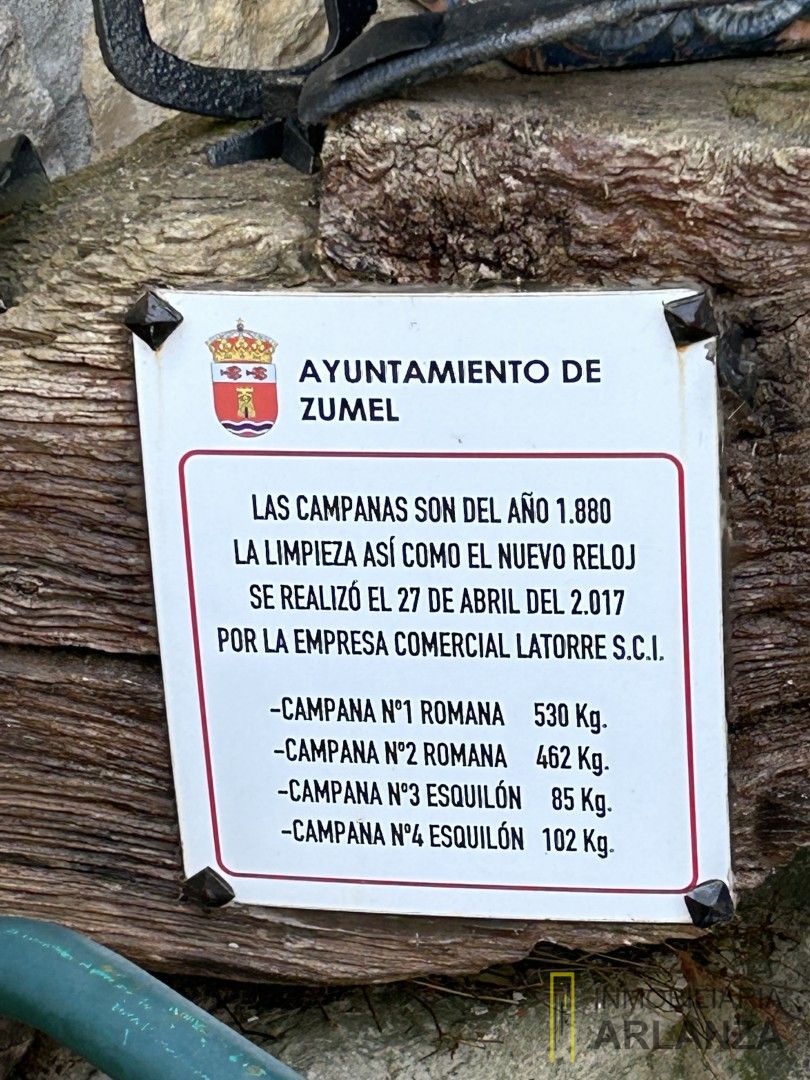 AYUNTAMIENTO DE
ZUMEL
LAS CAMPANAS SON DEL AÑO 1.880
LA LIMPIEZA ASÍ COMO EL NUEVO RELOJ
SE REALIZÓ EL 27 DE ABRIL DEL 2.017
POR LA EMPRESA COMERCIAL LATORRE S.C.I.
-CAMPANA Nº1 ROMANA 530 Kg.
-CAMPANA Nº2 ROMANA 462 Kg.
-CAMPANA Nº3 ESQUILÓN 85 Kg.
-CAMPANA Nº4 ESQUILÓN 102 Kg.
ARLANZA